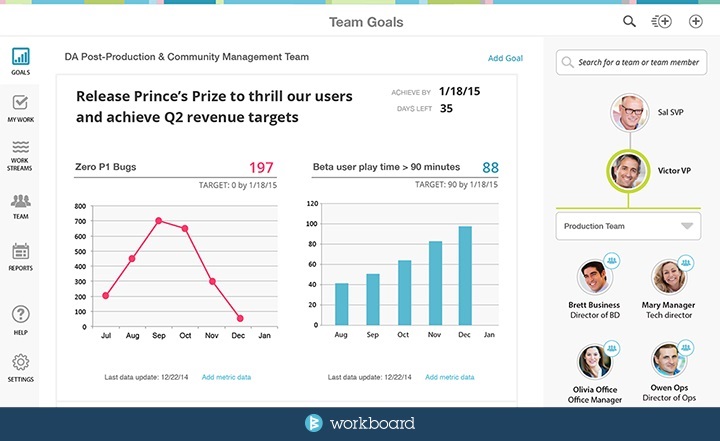 Team Goals
GOALS
MY WORK
WORK
STREAMS
TEAM
REPORTS
HELP
SETTINGS
DA Post-Production & Community Management Team
Add Goal
Release Prince's Prize to thrill our users
and achieve Q2 revenue targets
ACHIEVE BY 1/18/15
DAYS LEFT 35
Zero P1 Bugs 197
TARGET: 0 by 1/18/15
800
700
600
500
400
300
200
100
0
Jul Aug Sep Oct Nov Dec Jan
Last data update: 12/22/14 Add metric data
Beta user play time > 90 minutes 88
TARGET: 90 by 1/18/15
120
100
80
60
40
20
0
Aug Sep Oct Nov Dec Jan
Last data update: 12/22/14 Add metric data
Search for a team or team member
Sal SVP
Victor VP
Production Team
Brett Business
Director of BD
Mary Manager
Tech director
Olivia Office
Office Manager
Owen Ops
Director of Ops
workboard